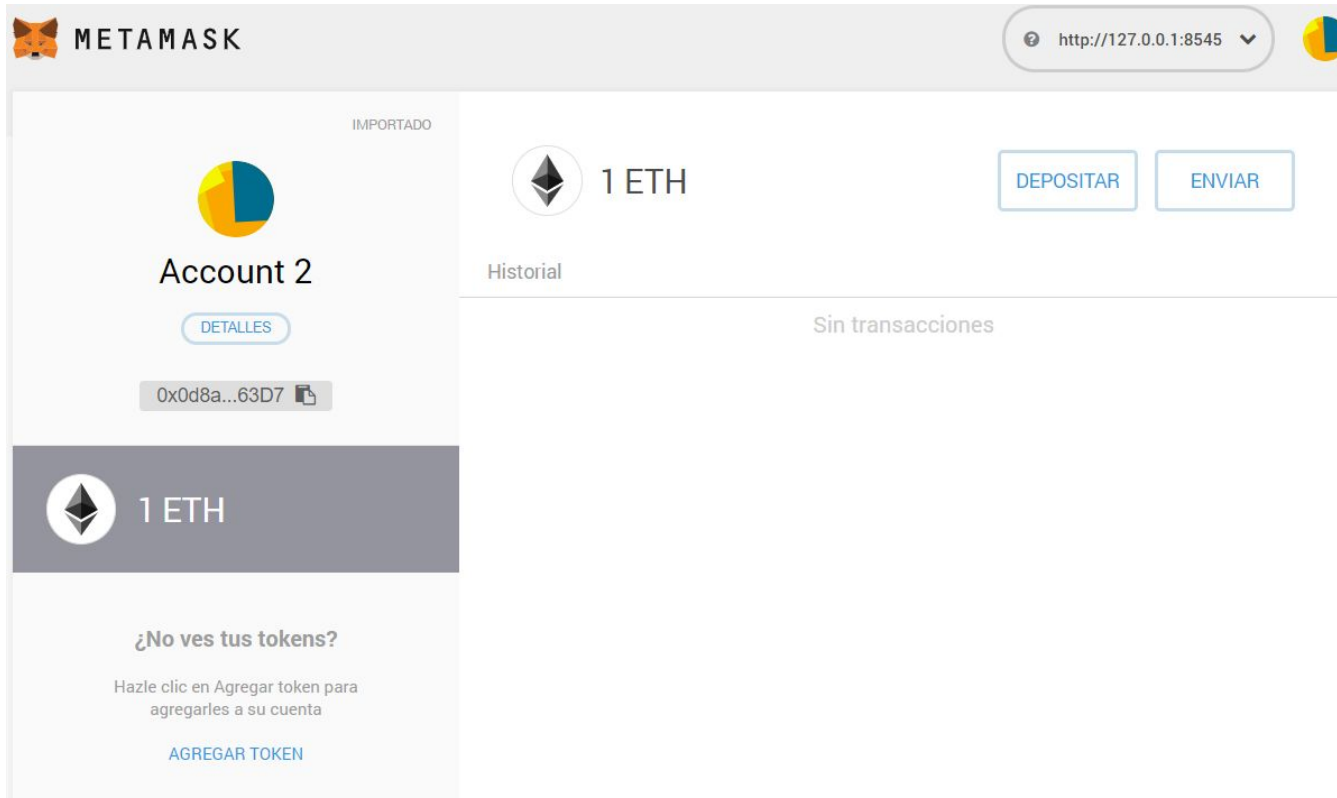 METAMASK
http://127.0.0.1:8545
IMPORTADO
Account 2
DETALLES
0x0d8a...63D7
1 ETH
¿No ves tus tokens?
Hazle clic en Agregar token para
agregarles a su cuenta
AGREGAR TOKEN
1 ETH
DEPOSITAR
ENVIAR
Historial
Sin transacciones